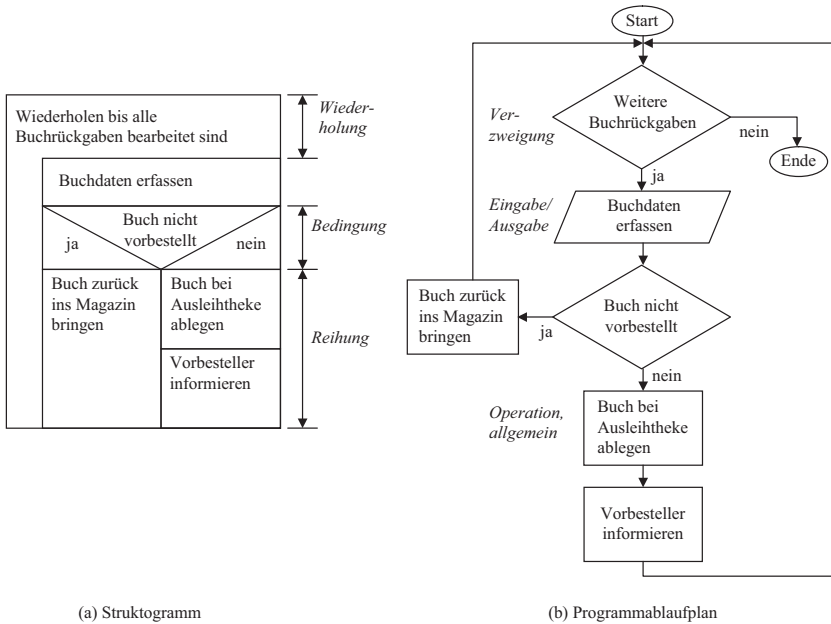 Wiederholen bis alle
Buchrückgaben bearbeitet sind
Wieder-
holung
Buchdaten erfassen
Buch nicht
vorbestellt
ja
nein
Bedingung
Buch zurück
ins Magazin
bringen
Buch bei
Ausleihtheke
ablegen
Vorbesteller
informieren
Reihung
(a) Struktogramm
Start
Weitere
Buchrückgaben
Ver-
zweigung
nein
Ende
ja
Eingabe/
Ausgabe
Buchdaten
erfassen
Buch zurück
ins Magazin
bringen
ja
Buch nicht
vorbestellt
nein
Operation,
allgemein
Buch bei
Ausleihtheke
ablegen
Vorbesteller
informieren
(b) Programmablaufplan